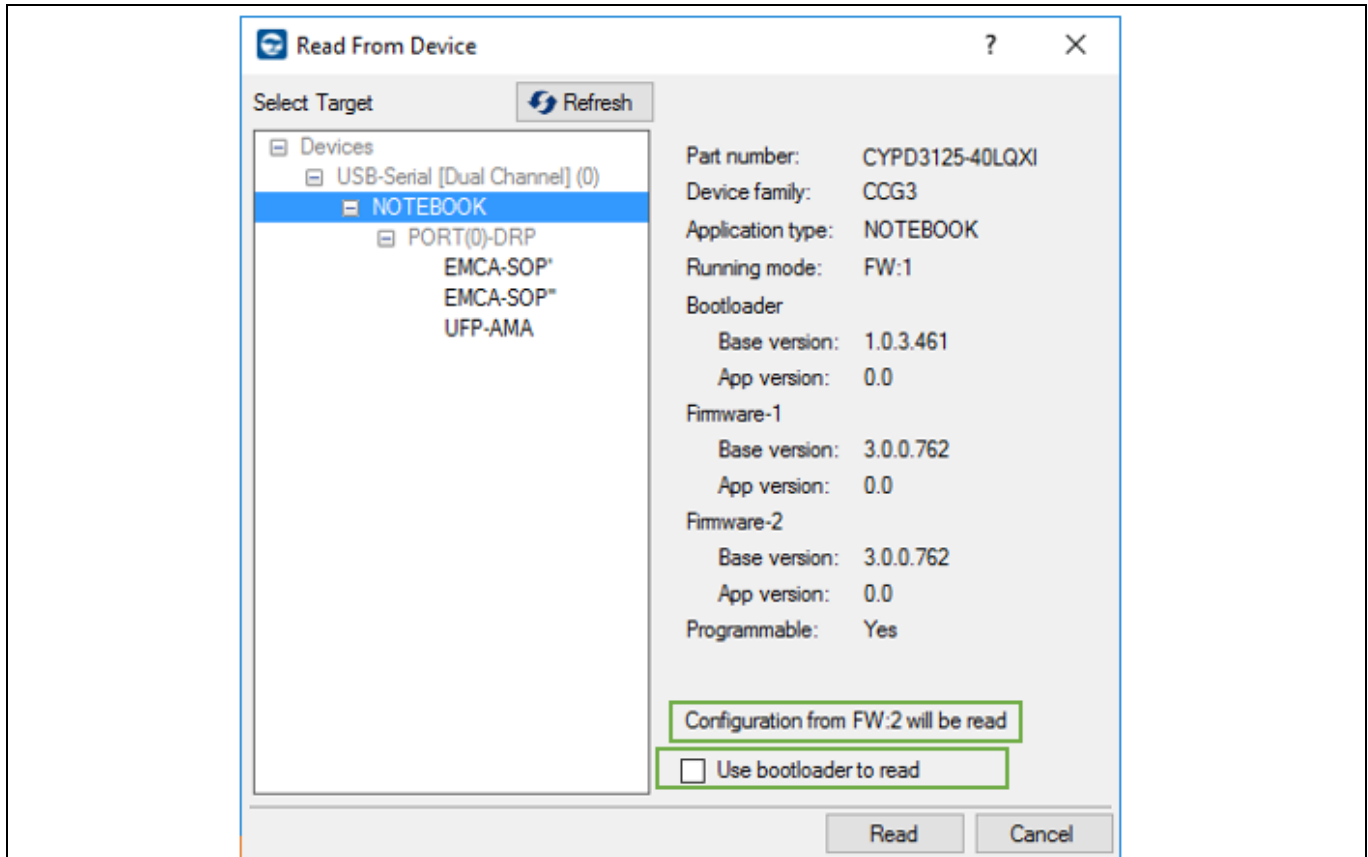 Read From Device
?
Select Target
Refresh
Devices
USB-Serial [Dual Channel] (0)
NOTEBOOK
PORT(0)-DRP
EMCA-SOP'
EMCA-SOP"
UFP-AMA
Part number: CYPD3125-40LQXI
Device family: CCG3
Application type: NOTEBOOK
Running mode: FW:1
Bootloader
Base version: 1.0.3.461
App version: 0.0
Firmware-1
Base version: 3.0.0.762
App version: 0.0
Firmware-2
Base version: 3.0.0.762
App version: 0.0
Programmable: Yes
Configuration from FW:2 will be read
Use bootloader to read
Read
Cancel